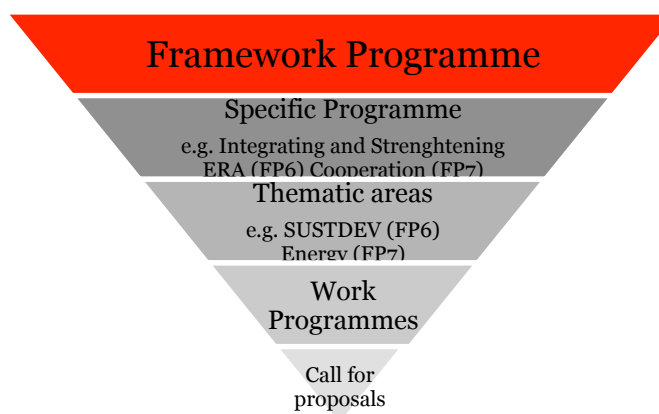 Framework Programme
Specific Programme
e.g. Integrating and Strenghtening
ERA (FP6) Cooperation (FP7)
Thematic areas
e.g. SUSTDEV (FP6)
Energy (FP7)
Work
Programmes
Call for
proposals